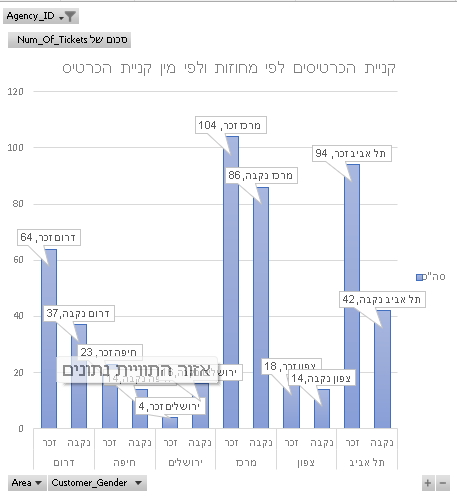 Agency_ID
סכום של Num_Of_Tickets
קניית הכרטיסים לפי מחוזות ולפי מין קניית הכרטיס
120
100
80
60
40
20
0
דרום זכר, 64
דרום נקבה, 37
חיפה זכר, 23
ירושלים זכר, 4
מרכז זכר, 104
מרכז נקבה, 86
צפון זכר, 18
צפון נקבה, 14
תל אביב זכר, 94
תל אביב נקבה, 42
אזור התוויית נתונים
סה"כ
זכר נקבה זכר נקבה זכר נקבה זכר נקבה זכר נקבה זכר נקבה
דרום חיפה ירושלים מרכז צפון תל אביב
Area Customer_Gender